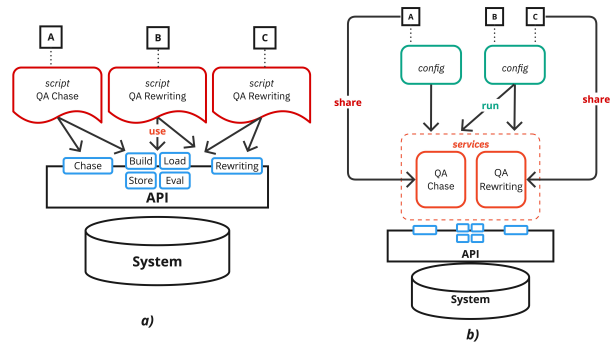 A
B
C
script
QA Chase
script
QA Rewriting
script
QA Rewriting
use
Chase
Build
Load
Store
Eval
Rewriting
API
System
a)
A
B
C
config
config
share
run
share
services
QA
Chase
QA
Rewriting
API
System
b)